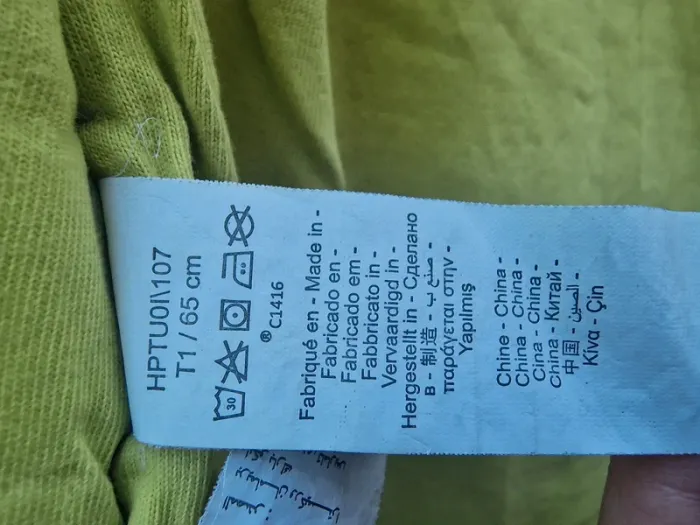 HPTU0I\107
T1 / 65 cm
30
® C1416
Fabriqué en - Made in -
Fabricado en -
Fabricado em -
Fabbricato in -
Vervaardigd in -
Hergestellt in - Сделано
в - 制造 - صنع ب -
παράγεται στην -
Yapılmış
Chine - China -
China - China -
Cina - China -
China - Китай -
中国 - الصين -
Κίνα - Çin